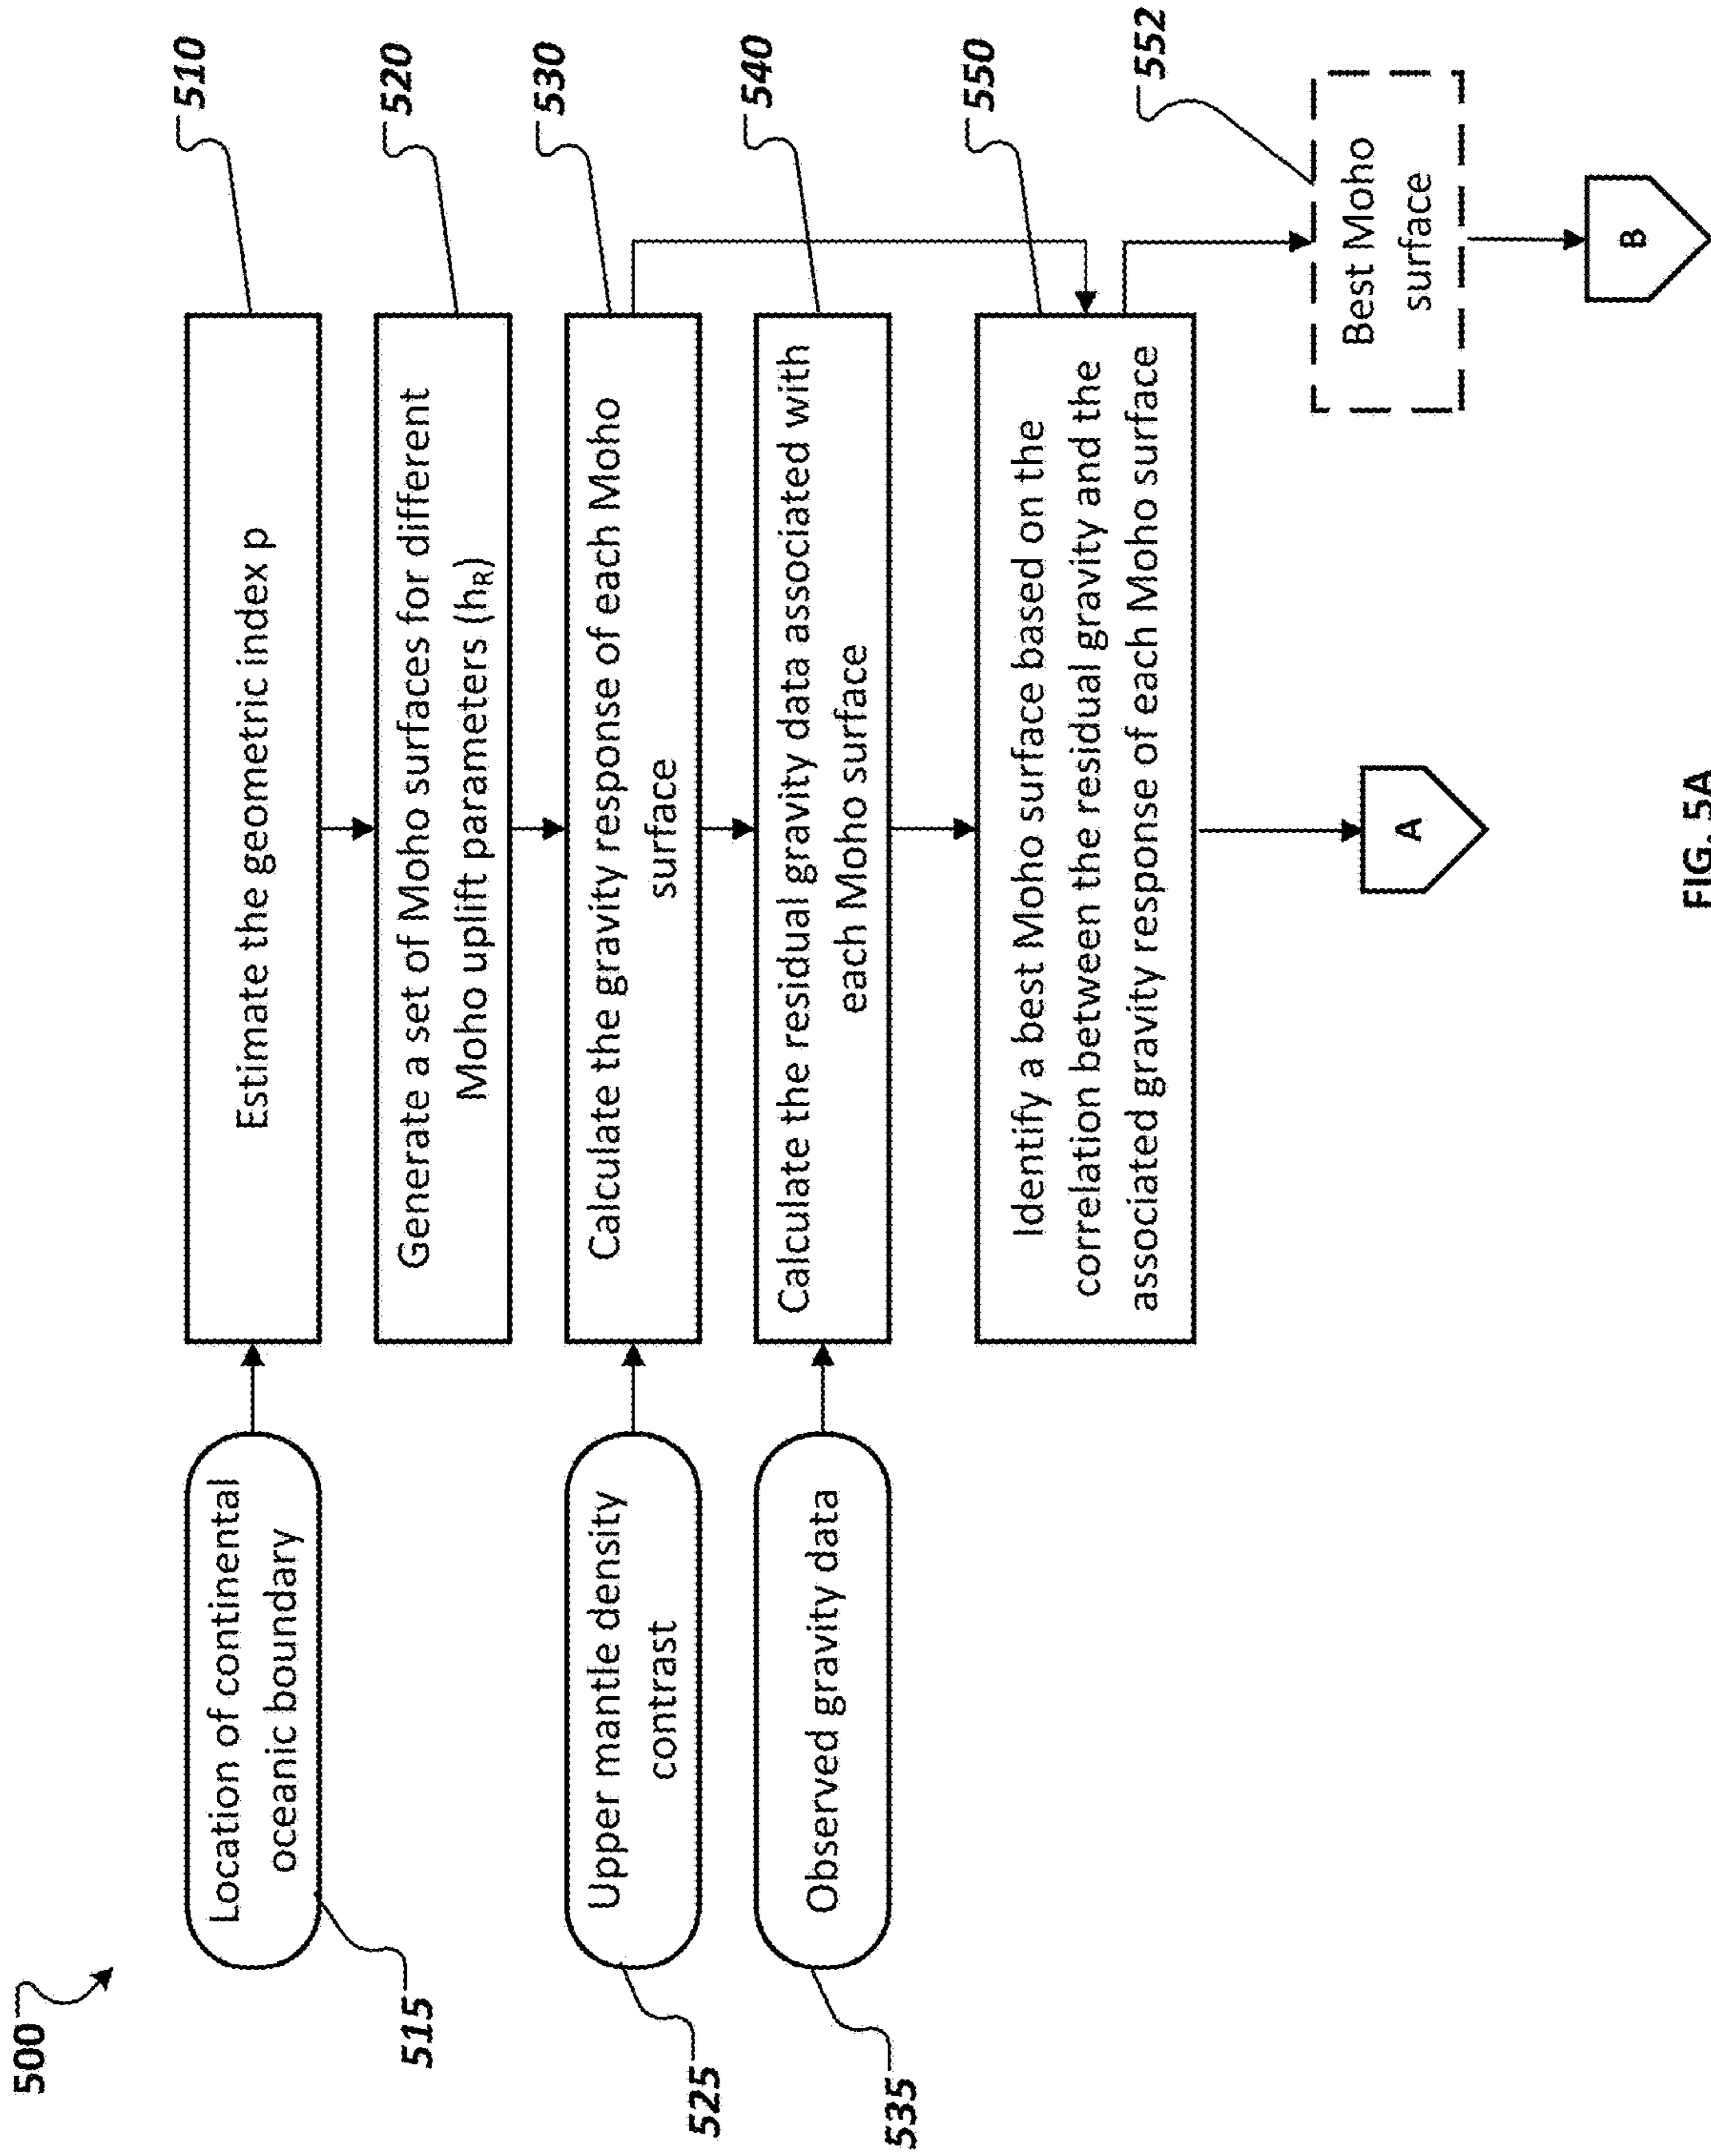 500
510
Location of continental
oceanic boundary
515
Estimate the geometric index p
520
Generate a set of Moho surfaces for different
Moho uplift parameters (hR)
530
Upper mantle density
contrast
525
Calculate the gravity response of each Moho
surface
540
Observed gravity data
535
Calculate the residual gravity data associated with
each Moho surface
550
Identify a best Moho surface based on the
correlation between the residual gravity and the
associated gravity response of each Moho surface
552
Best Moho
surface
A
B
FIG. 5A